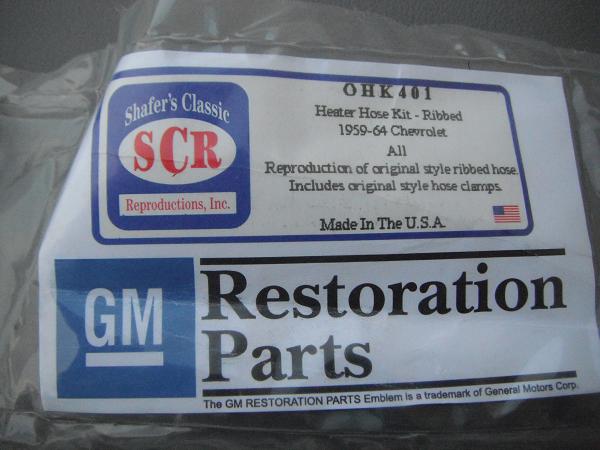 Shafer's Classic
SCR
Reproductions, Inc.
OHK401
Heater Hose Kit - Ribbed
1959-64 Chevrolet
All
Reproduction of original style ribbed hose.
Includes original style hose clamps.
Made In The U.S.A.
GM
Restoration
Parts
The GM RESTORATION PARTS Emblem is a trademark of General Motors Corp.